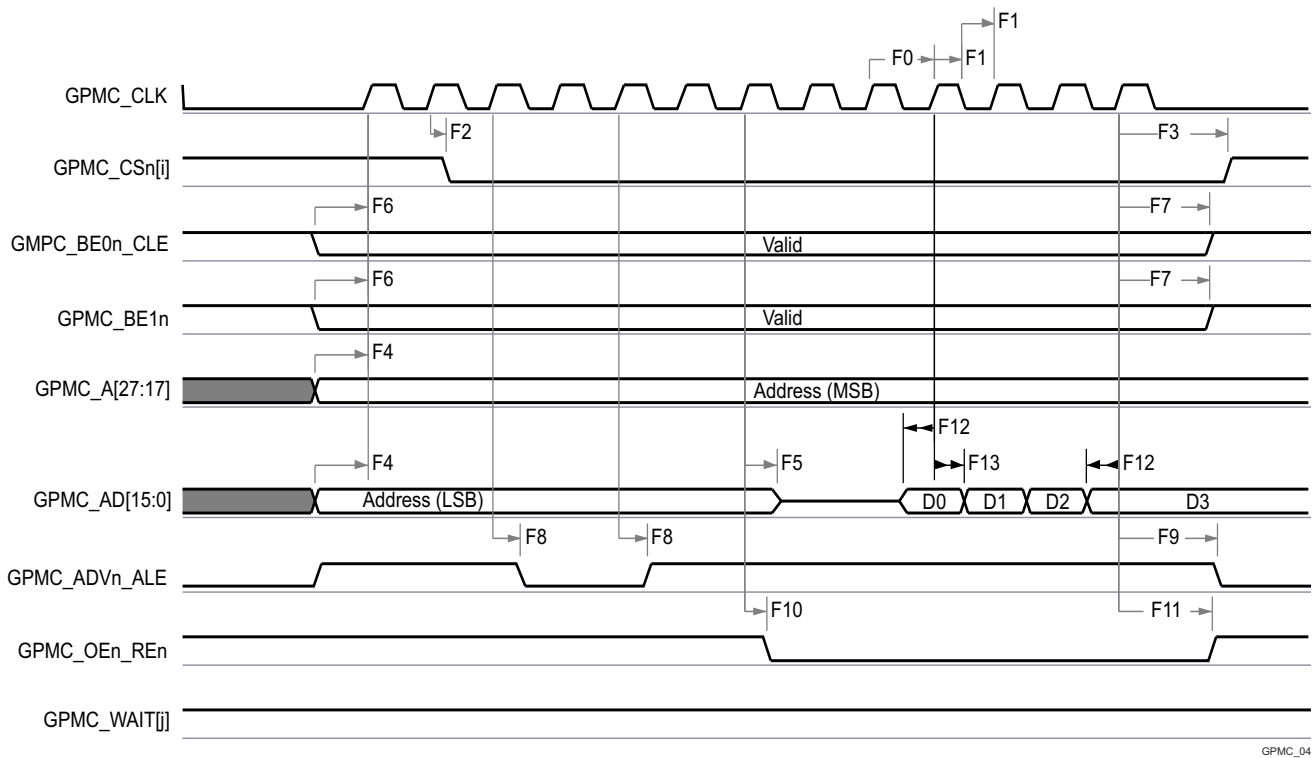 F1
F0 F1
GPMC_CLK
F2 F3
GPMC_CSn[i]
F6 F7
GMPC_BE0n_CLE Valid
F6 F7
GPMC_BE1n Valid
F4
GPMC_A[27:17] Address (MSB)
F12
F4 F5 F13 F12
GPMC_AD[15:0] Address (LSB) D0 D1 D2 D3
F8 F8 F9
GPMC_ADVn_ALE
F10 F11
GPMC_OEn_REn
GPMC_WAIT[j]
GPMC_04